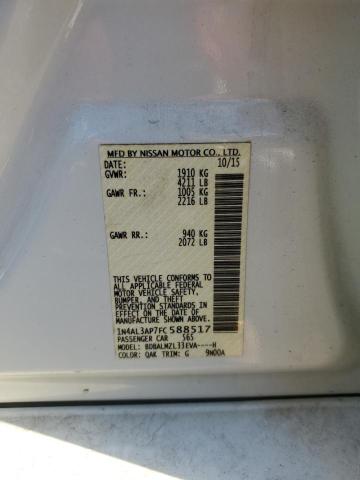 MFD BY NISSAN MOTOR CO., LTD.
DATE: 10/15
GVWR: 1910 KG
4211 LB
GAWR FR.: 1005 KG
2216 LB
GAWR RR.: 940 KG
2072 LB
THIS VEHICLE CONFORMS TO
ALL APPLICABLE FEDERAL
MOTOR VEHICLE SAFETY,
BUMPER, AND THEFT
PREVENTION STANDARDS IN
EFFECT ON THE DATE OF
MANUFACTURE SHOWN ABOVE.
1N4AL3AP7FC588517
PASSENGER CAR 565
MODEL: BDBALMZL33EVA----H
COLOR: QAK TRIM: G 9N00A